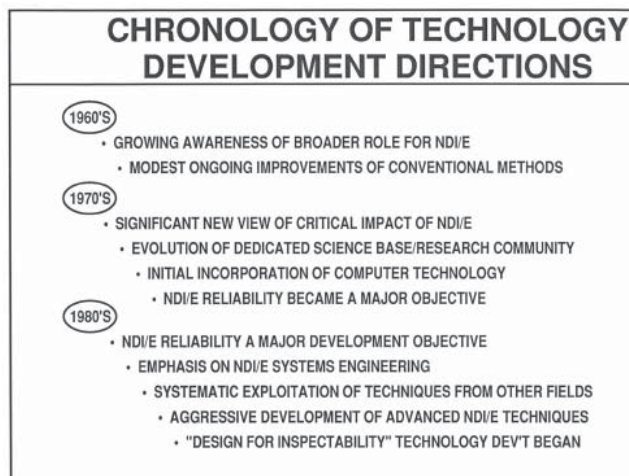 CHRONOLOGY OF TECHNOLOGY
DEVELOPMENT DIRECTIONS
1960'S
• GROWING AWARENESS OF BROADER ROLE FOR NDI/E
• MODEST ONGOING IMPROVEMENTS OF CONVENTIONAL METHODS
1970'S
• SIGNIFICANT NEW VIEW OF CRITICAL IMPACT OF NDI/E
• EVOLUTION OF DEDICATED SCIENCE BASE/RESEARCH COMMUNITY
• INITIAL INCORPORATION OF COMPUTER TECHNOLOGY
• NDI/E RELIABILITY BECAME A MAJOR OBJECTIVE
1980'S
• NDI/E RELIABILITY A MAJOR DEVELOPMENT OBJECTIVE
• EMPHASIS ON NDI/E SYSTEMS ENGINEERING
• SYSTEMATIC EXPLOITATION OF TECHNIQUES FROM OTHER FIELDS
• AGGRESSIVE DEVELOPMENT OF ADVANCED NDI/E TECHNIQUES
• "DESIGN FOR INSPECTABILITY" TECHNOLOGY DEV'T BEGAN